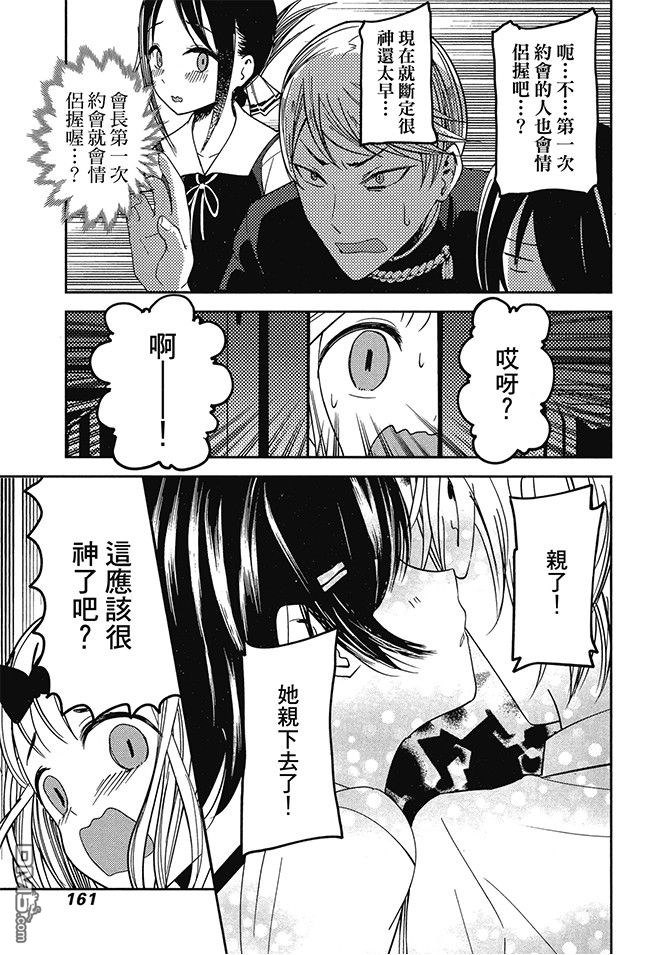 呃…不…第一次
約會的人也會情
侶握吧…？
現在就斷定很
神還太早…
會長第一次
約會就會情
侶握喔…？
哎呀？
啊——！
親了！
她親下去了！
這應該很
神了吧？
161
DM5
.com